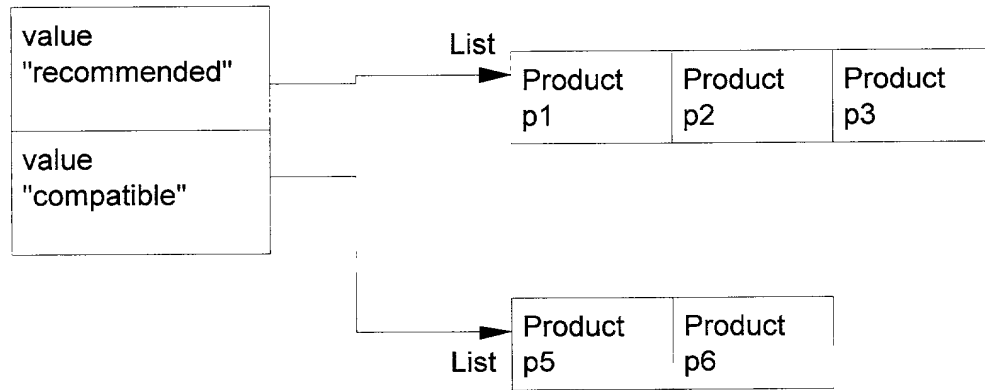 value
"recommended"
value
"compatible"
List
Product
p1
Product
p2
Product
p3
List
Product
p5
Product
p6